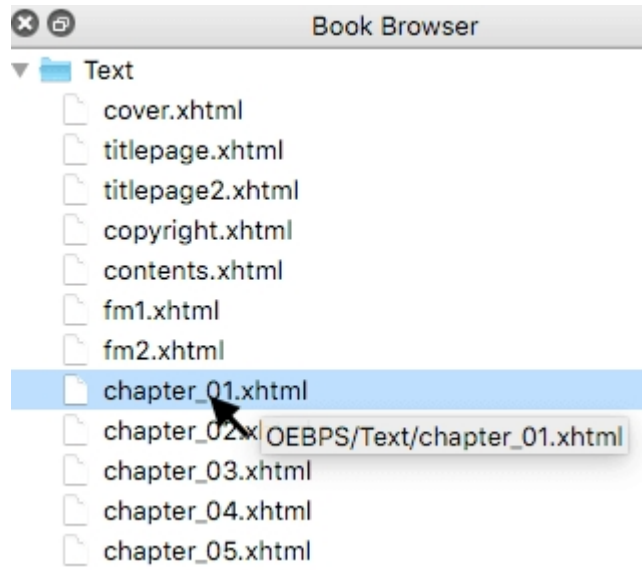 Book Browser
Text
cover.xhtml
titlepage.xhtml
titlepage2.xhtml
copyright.xhtml
contents.xhtml
fm1.xhtml
fm2.xhtml
chapter_01.xhtml
chapter_02.x
OEBPS/Text/chapter_01.xhtml
chapter_03.xhtml
chapter_04.xhtml
chapter_05.xhtml